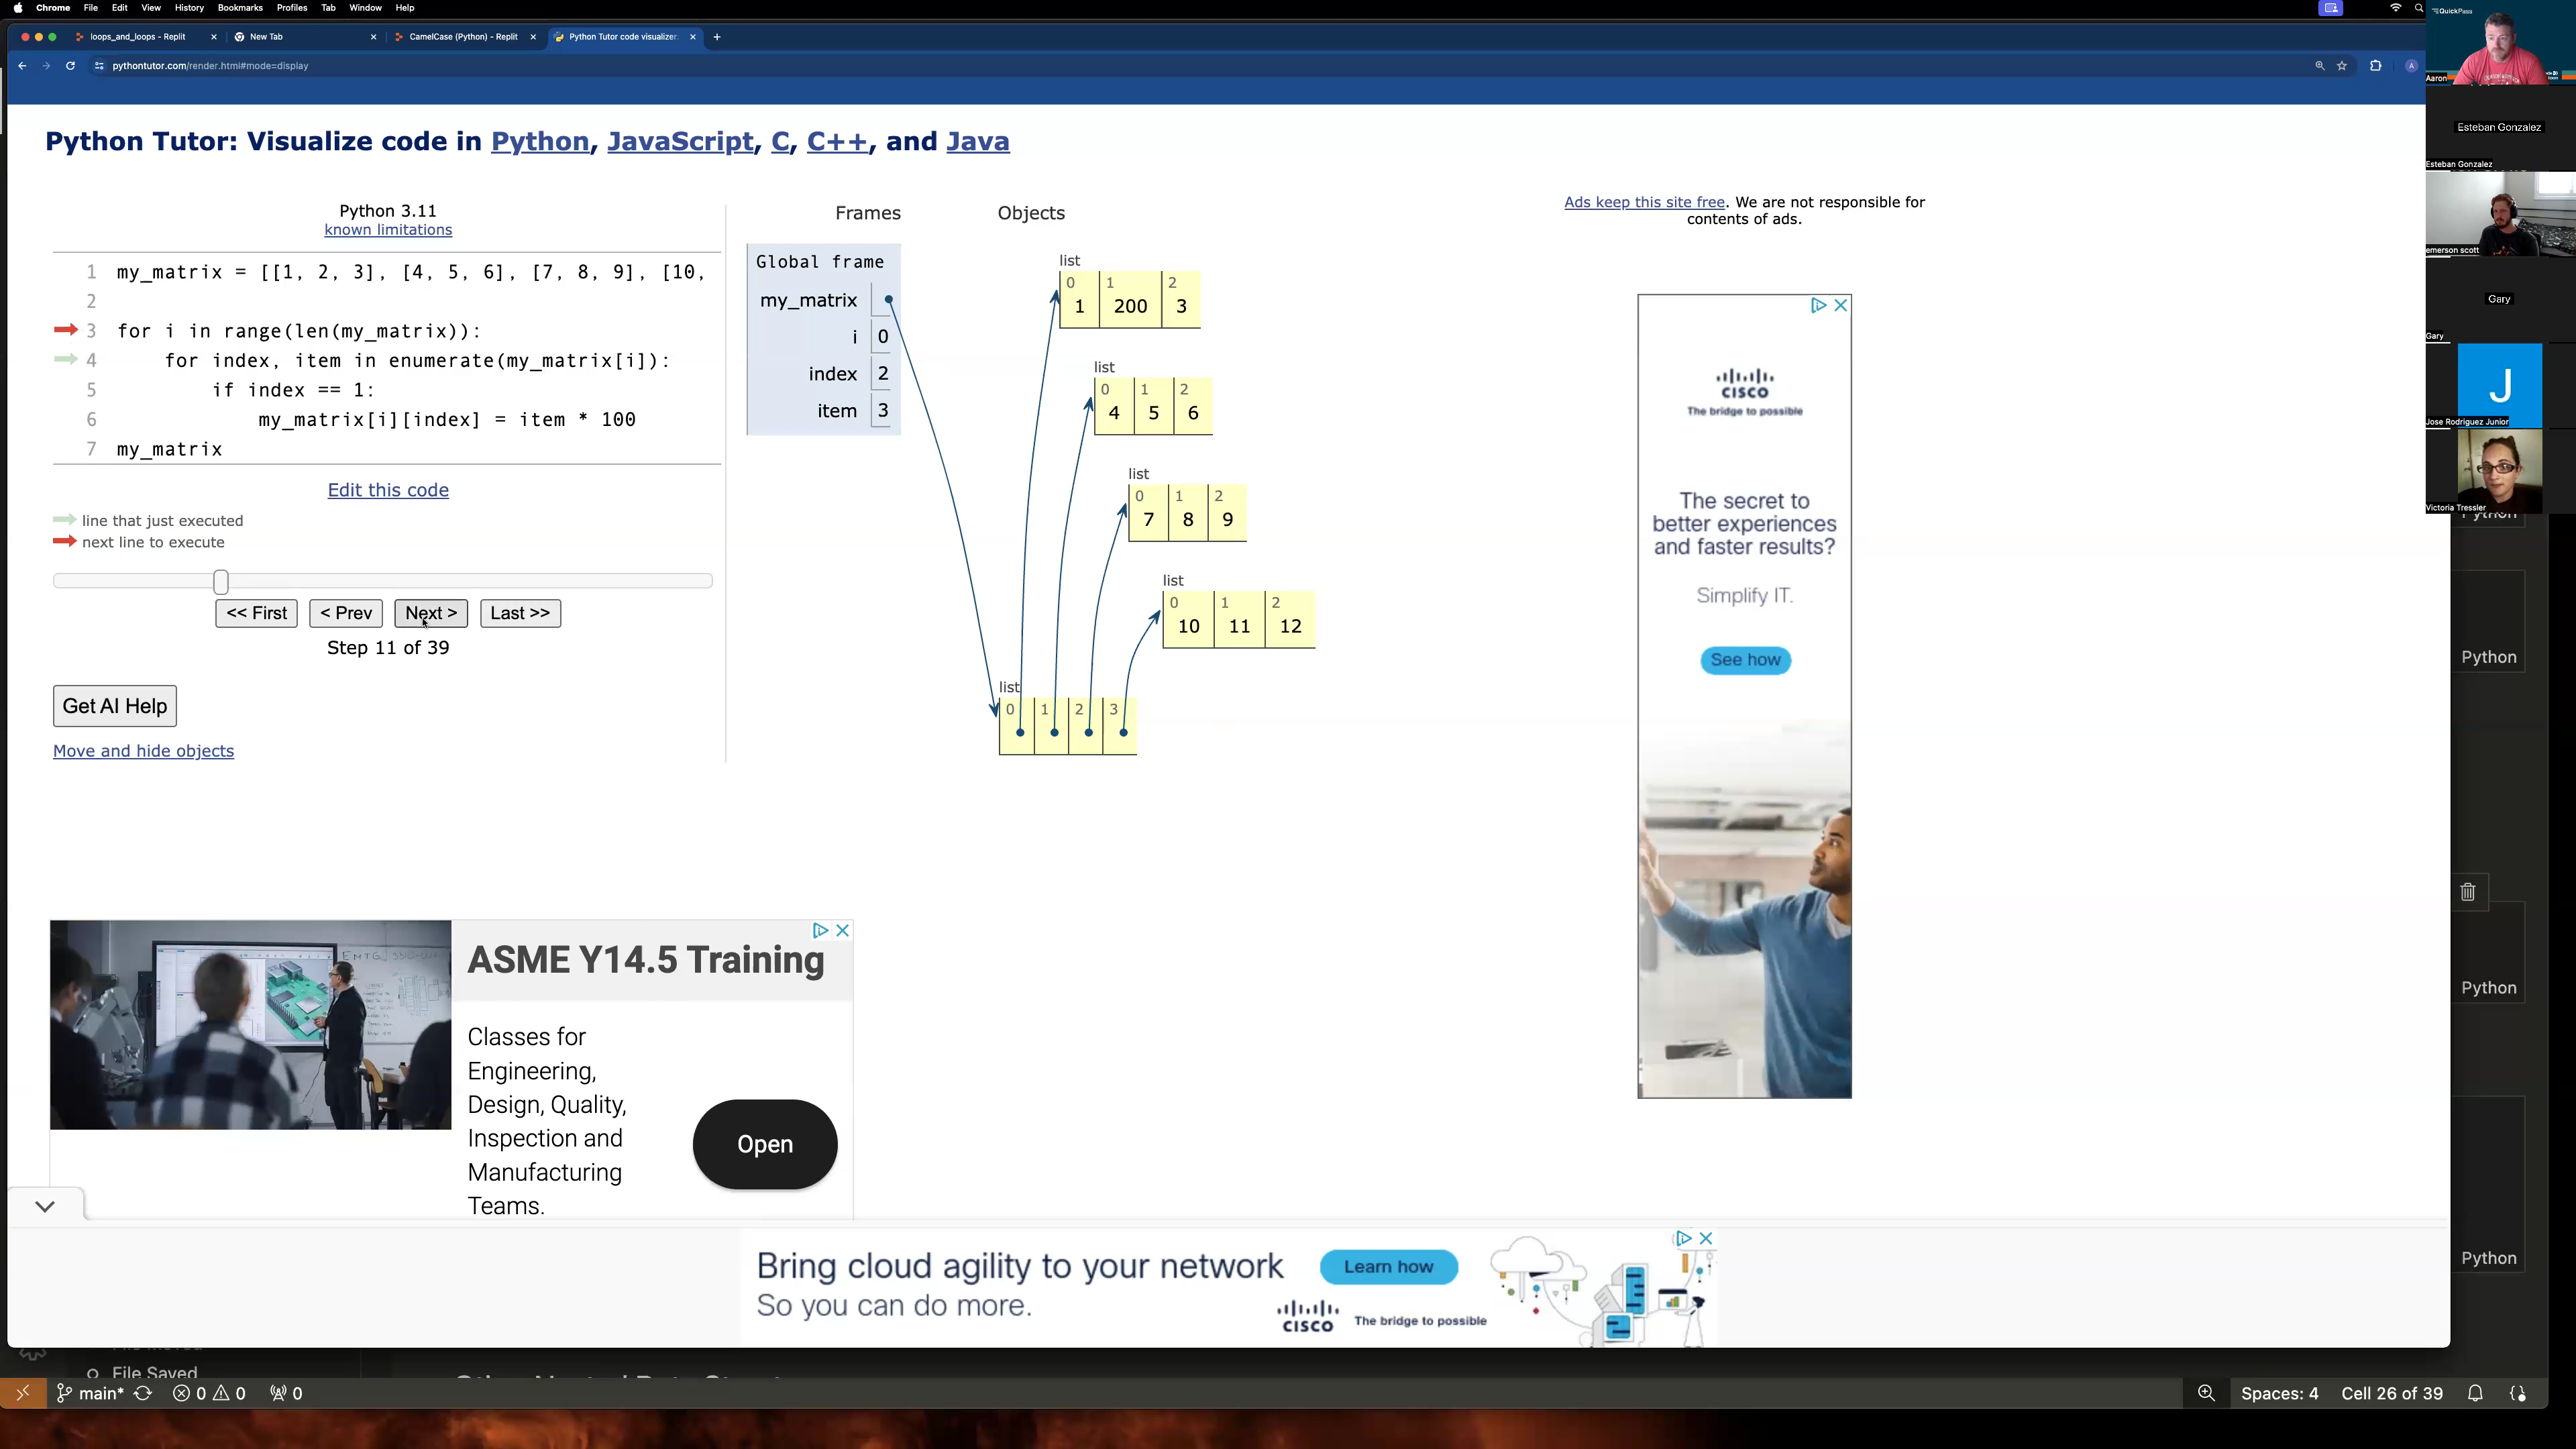 Chrome File Edit View History Bookmarks Profiles Tab Window Help
loops_and_loops - Replit
New Tab
CamelCase (Python) - Replit
Python Tutor code visualizer:
pythontutor.com/render.html#mode=display
A
Python Tutor: Visualize code in Python, JavaScript, C, C++, and Java
Python 3.11
known limitations
1 my_matrix = [[1, 2, 3], [4, 5, 6], [7, 8, 9], [10,
2
3 for i in range(len(my_matrix)):
4 for index, item in enumerate(my_matrix[i]):
5 if index == 1:
6 my_matrix[i][index] = item * 100
7 my_matrix
Edit this code
line that just executed
next line to execute
<< First
< Prev
Next >
Last >>
Step 11 of 39
Get AI Help
Move and hide objects
Frames
Objects
Global frame
my_matrix
i 0
index 2
item 3
list
0 1 2
1 200 3
list
0 1 2
4 5 6
list
0 1 2
7 8 9
list
0 1 2
10 11 12
list
0 1 2 3
Ads keep this site free. We are not responsible for
contents of ads.
CISCO
The bridge to possible
The secret to
better experiences
and faster results?
Simplify IT.
See how
ASME Y14.5 Training
Classes for
Engineering,
Design, Quality,
Inspection and
Manufacturing
Teams.
Open
Bring cloud agility to your network
So you can do more.
Learn how
CISCO
The bridge to possible
QuickPass
Aaron
Esteban Gonzalez
Esteban Gonzalez
emerson scott
Gary
Gary
J
Jose Rodriguez Junior
Victoria Tressler
Python
Python
Python
Python
File Saved
main*
0
0
0
Spaces: 4
Cell 26 of 39